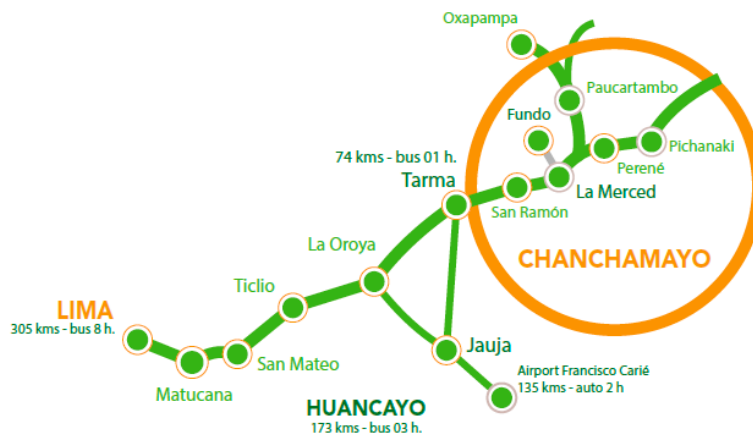 Oxapampa
Paucartambo
Fundo
Pichanaki
Perené
74 kms - bus 01 h.
Tarma
La Merced
San Ramón
La Oroya
CHANCHAMAYO
Ticlio
LIMA
305 kms - bus 8 h.
Jauja
San Mateo
Airport Francisco Carié
135 kms - auto 2 h
Matucana
HUANCAYO
173 kms - bus 03 h.